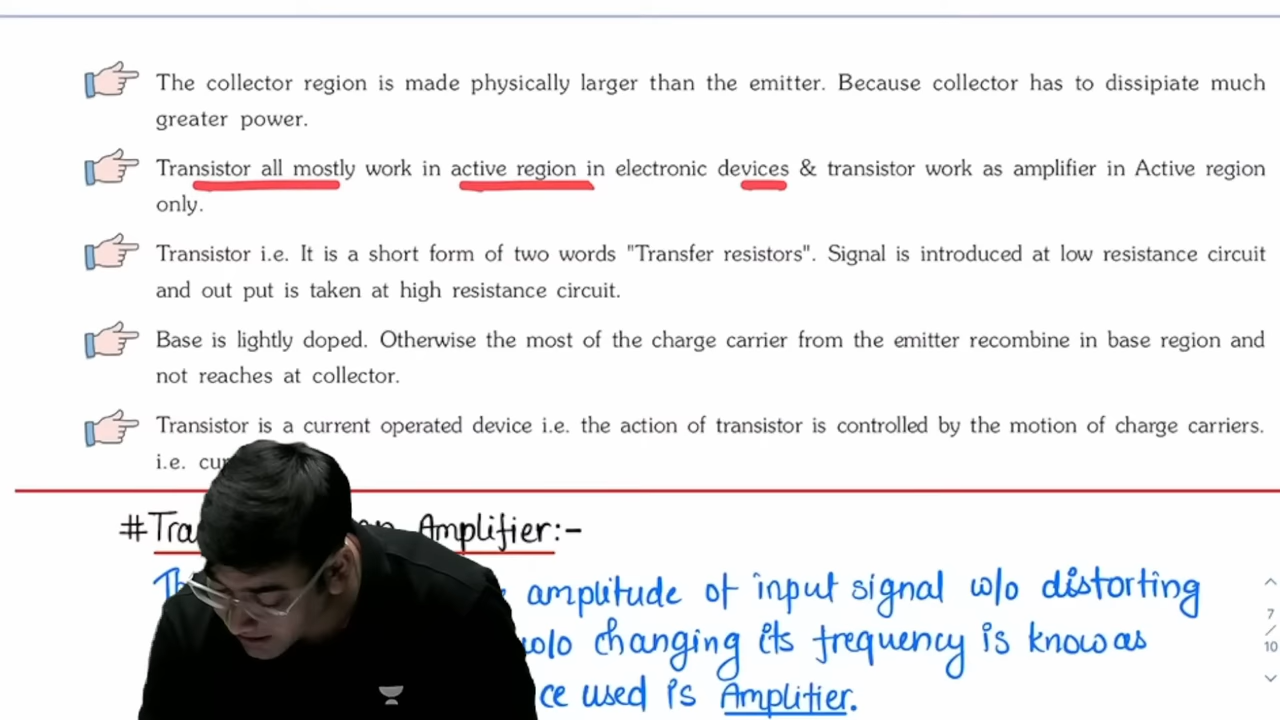 The collector region is made physically larger than the emitter. Because collector has to dissipiate much
greater power.
Transistor all mostly work in active region in electronic devices & transistor work as amplifier in Active region
only.
Transistor i.e. It is a short form of two words "Transfer resistors". Signal is introduced at low resistance circuit
and out put is taken at high resistance circuit.
Base is lightly doped. Otherwise the most of the charge carrier from the emitter recombine in base region and
not reaches at collector.
Transistor is a current operated device i.e. the action of transistor is controlled by the motion of charge carriers.
i.e.
# Amplifier:-
amplitude of input signal w/o distorting
w/o changing its frequency is know as
used is Amplifier.
7
/
10